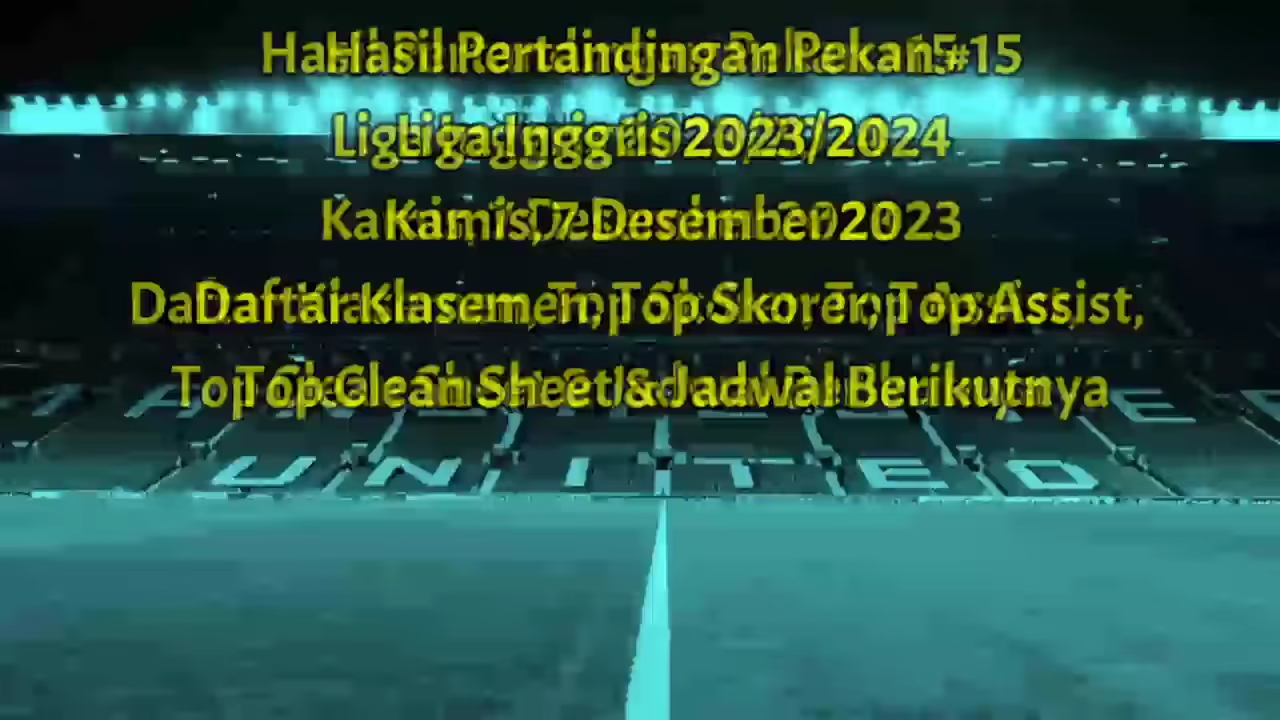 Hasil Pertandingan Pekan #15
Liga Inggris 2023/2024
Kamis, 7 Desember 2023
Daftar Klasemen, Top Skorer, Top Assist,
Top Clean Sheet & Jadwal Berikutnya
UNITED